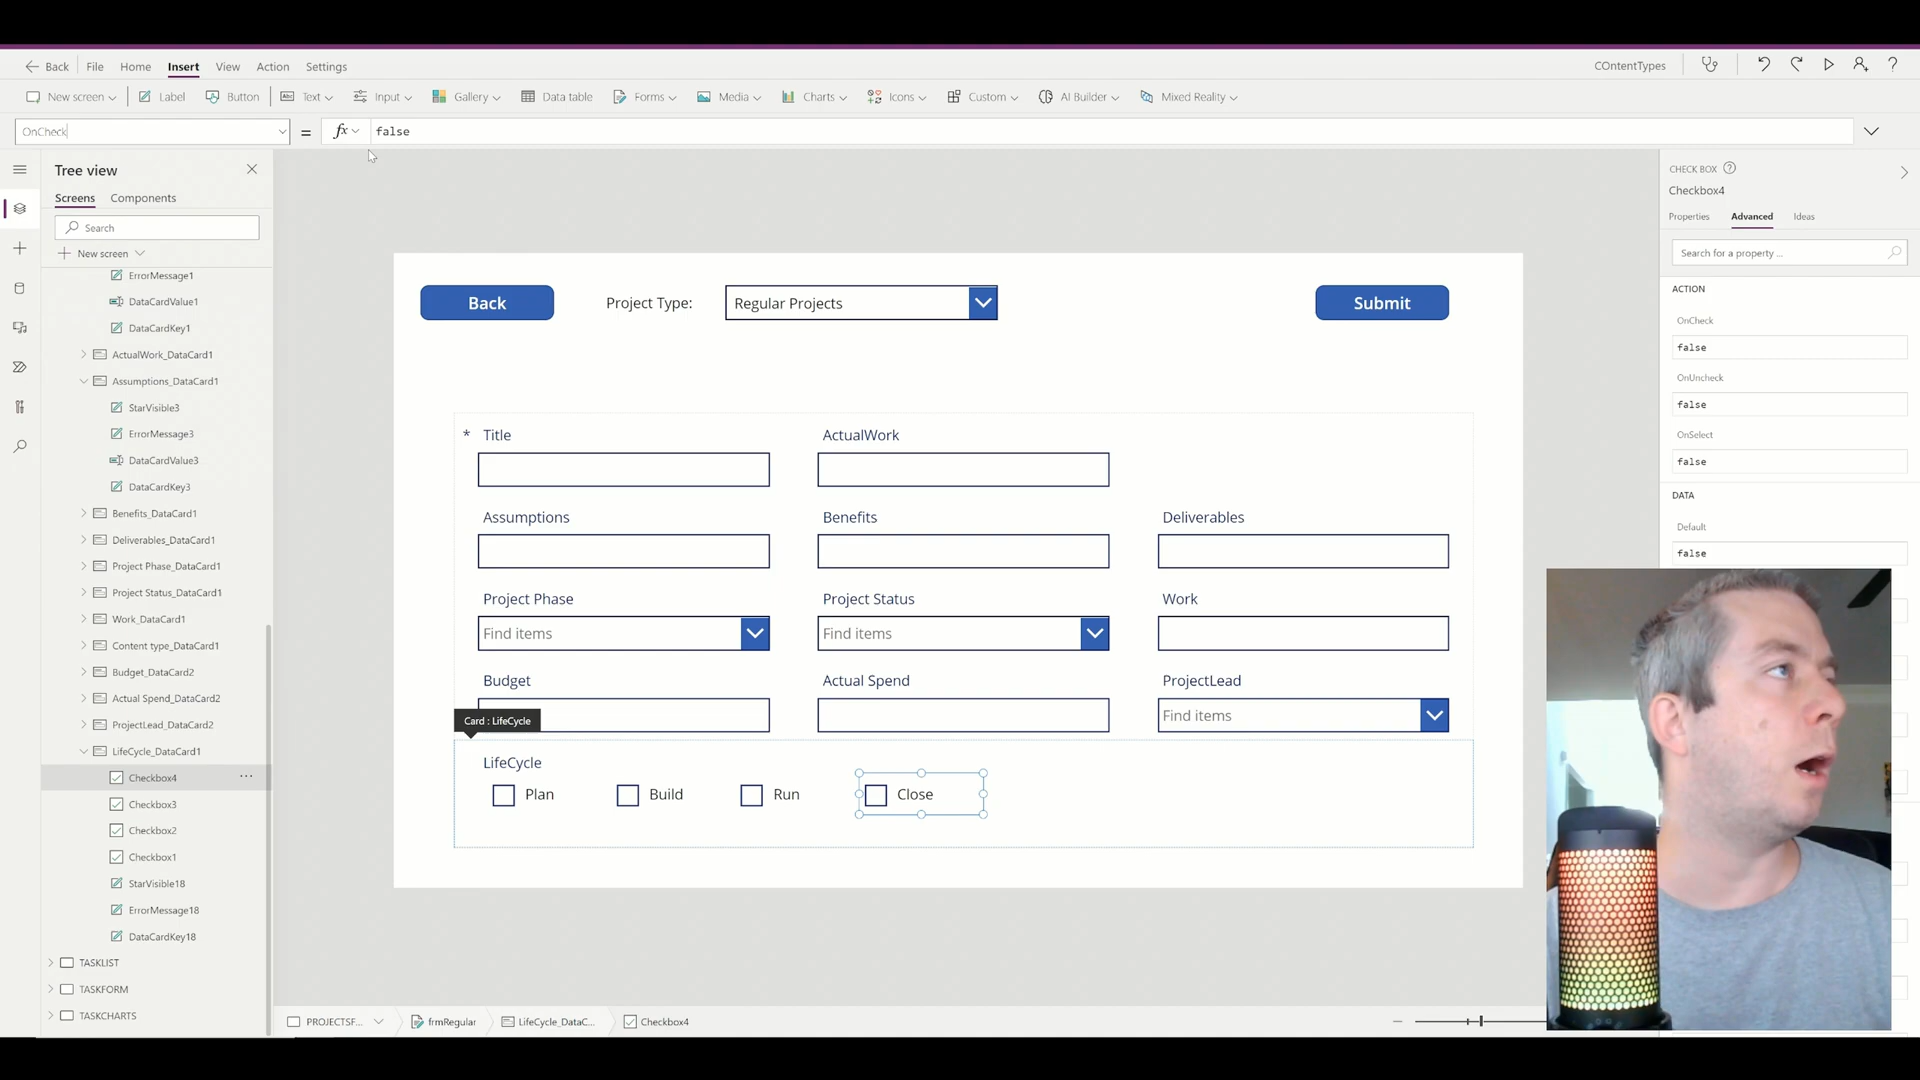 Back File Home Insert View Action Settings COntentTypes
New screen Label Button Text Input Gallery Data table Forms Media Charts Icons Custom AI Builder Mixed Reality
OnCheck = fx false
Tree view
Screens Components
Search
New screen
ErrorMessage1
DataCardValue1
DataCardKey1
ActualWork_DataCard1
Assumptions_DataCard1
StarVisible3
ErrorMessage3
DataCardValue3
DataCardKey3
Benefits_DataCard1
Deliverables_DataCard1
Project Phase_DataCard1
Project Status_DataCard1
Work_DataCard1
Content type_DataCard1
Budget_DataCard2
Actual Spend_DataCard2
ProjectLead_DataCard2
LifeCycle_DataCard1
Checkbox4 ...
Checkbox3
Checkbox2
Checkbox1
StarVisible18
ErrorMessage18
DataCardKey18
TASKLIST
TASKFORM
TASKCHARTS
Back Project Type: Regular Projects Submit
* Title ActualWork
Assumptions Benefits Deliverables
Project Phase Project Status Work
Find items Find items
Budget Actual Spend ProjectLead
Card : LifeCycle Find items
LifeCycle
Plan Build Run Close
PROJECTSF... frmRegular LifeCycle_DataC... Checkbox4
CHECK BOX ?
Checkbox4
Properties Advanced Ideas
Search for a property ...
ACTION
OnCheck
false
OnUncheck
false
OnSelect
false
DATA
Default
false